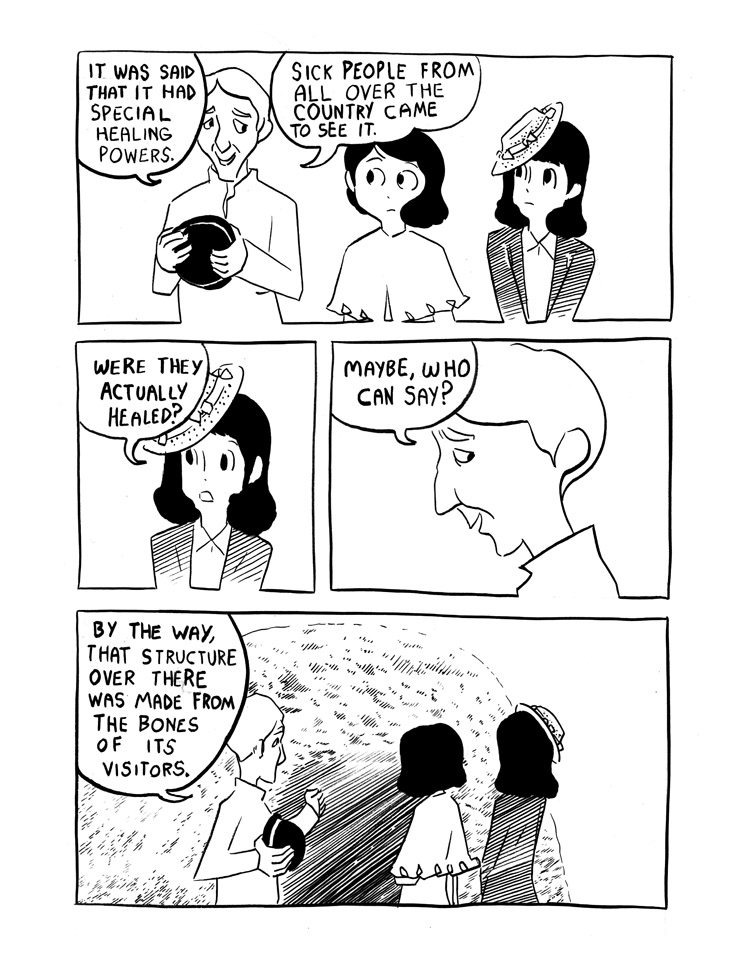 IT WAS SAID
THAT IT HAD
SPECIAL
HEALING
POWERS.
SICK PEOPLE FROM
ALL OVER THE
COUNTRY CAME
TO SEE IT.
WERE THEY
ACTUALLY
HEALED?
MAYBE, WHO
CAN SAY?
BY THE WAY,
THAT STRUCTURE
OVER THERE
WAS MADE FROM
THE BONES
OF ITS
VISITORS.